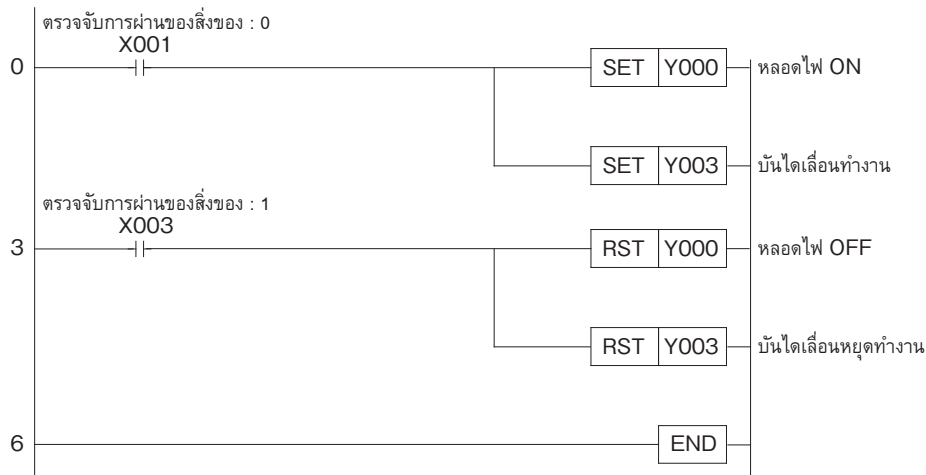 ตรวจจับการผ่านของสิ่งของ : 0
X001
0 SET Y000 หลอดไฟ ON
SET Y003 บันไดเลื่อนทำงาน
ตรวจจับการผ่านของสิ่งของ : 1
X003
3 RST Y000 หลอดไฟ OFF
RST Y003 บันไดเลื่อนหยุดทำงาน
6 END